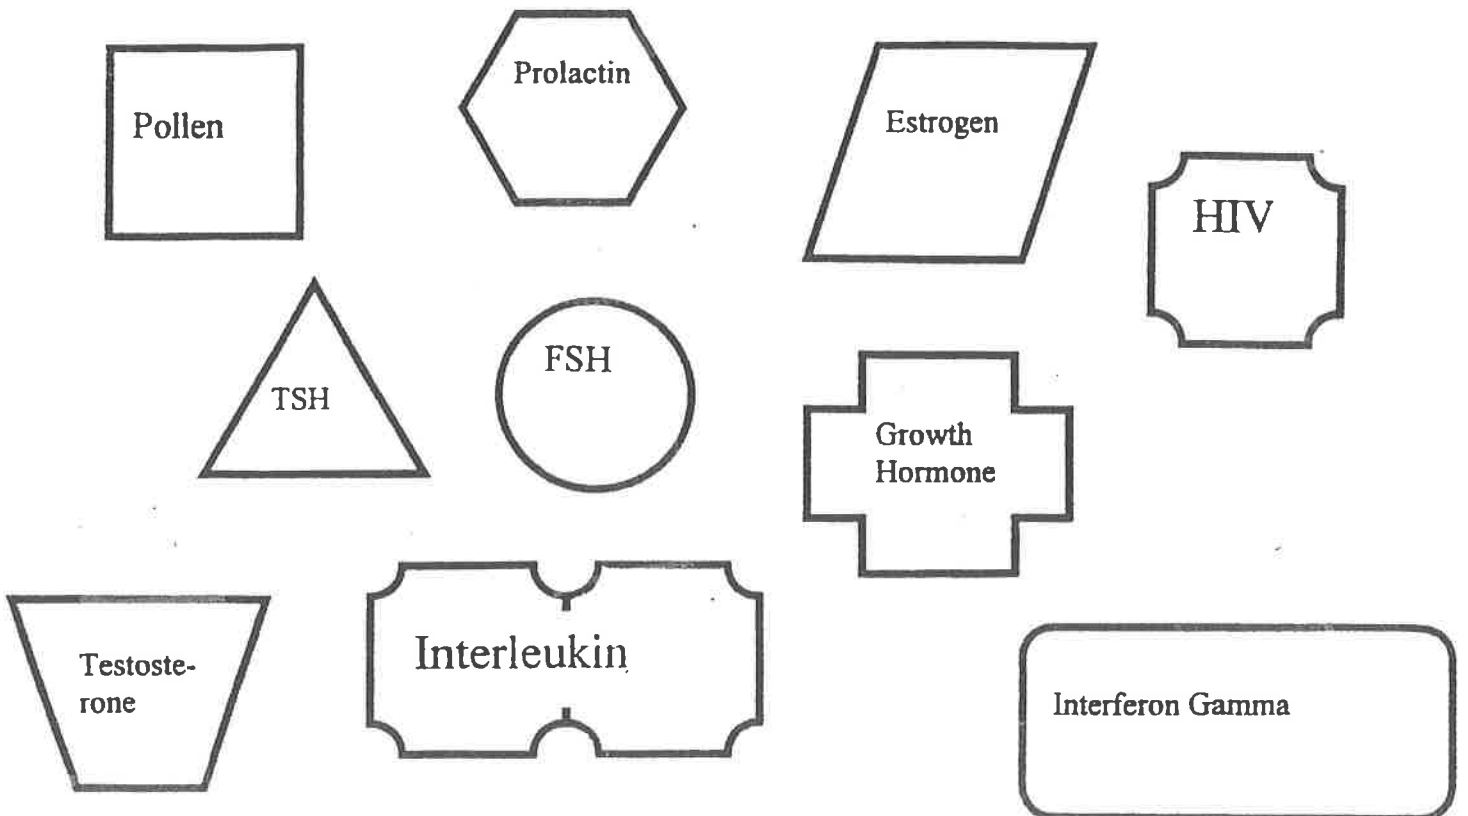 Pollen
Prolactin
Estrogen
HIV
TSH
FSH
Growth
Hormone
Testoste-
rone
Interleukin
Interferon Gamma